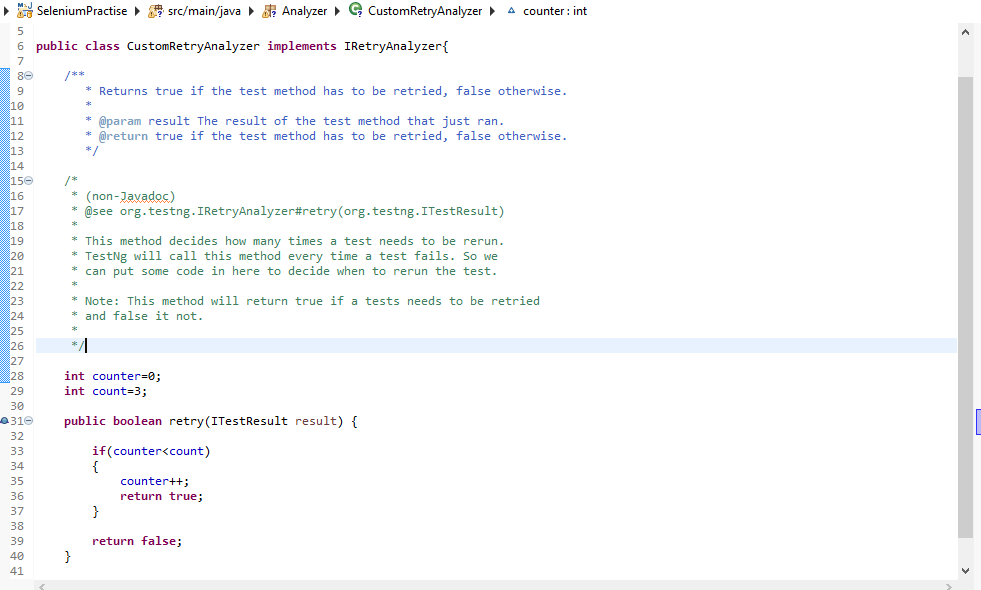 SeleniumPractise src/main/java Analyzer CustomRetryAnalyzer counter : int
5
6 public class CustomRetryAnalyzer implements IRetryAnalyzer{
7
8 /**
9 * Returns true if the test method has to be retried, false otherwise.
10 *
11 * @param result The result of the test method that just ran.
12 * @return true if the test method has to be retried, false otherwise.
13 */
14
15 /*
16 * (non-Javadoc)
17 * @see org.testng.IRetryAnalyzer#retry(org.testng.ITestResult)
18 *
19 * This method decides how many times a test needs to be rerun.
20 * TestNg will call this method every time a test fails. So we
21 * can put some code in here to decide when to rerun the test.
22 *
23 * Note: This method will return true if a tests needs to be retried
24 * and false it not.
25 *
26 */
27
28 int counter=0;
29 int count=3;
30
31 public boolean retry(ITestResult result) {
32
33 if(counter<count)
34 {
35 counter++;
36 return true;
37 }
38
39 return false;
40 }
41